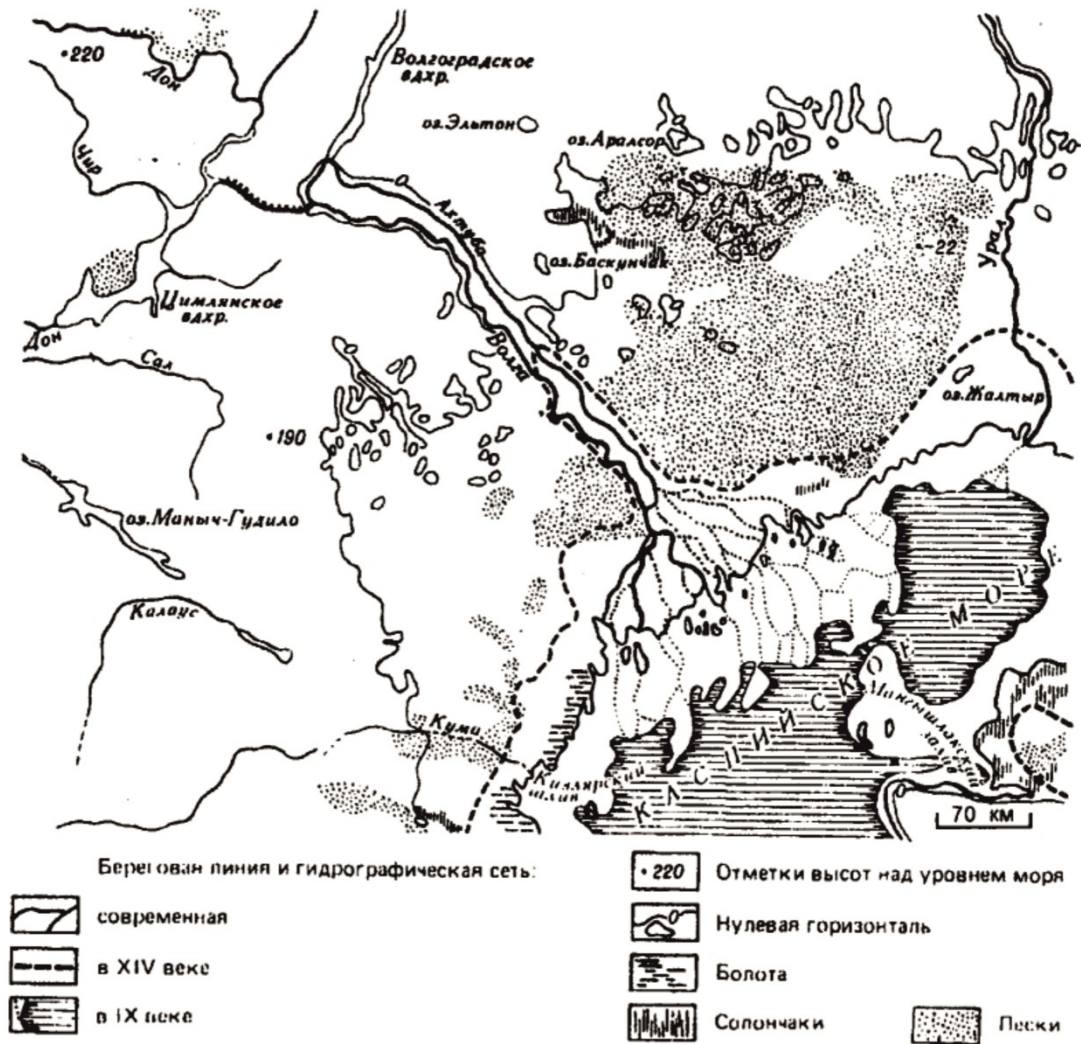 • 220
Дон
Волгоградское
вдхр.
оз. Эльтон
оз. Аралсор
Чир
Ахтуба
Урал
- 22
оз. Баскунчак
Цимлянское
вдхр.
Дон
Волга
Сал
оз. Жалтыр
• 190
оз. Маныч-Гудило
Калаус
Кума
КАСПИЙСКОЕ МОРЕ
70 км
Береговая линия и гидрографическая сеть:
современная
в XIV веке
в IX веке
• 220 Отметки высот над уровнем моря
Нулевая горизонталь
Болота
Солончаки
Пески